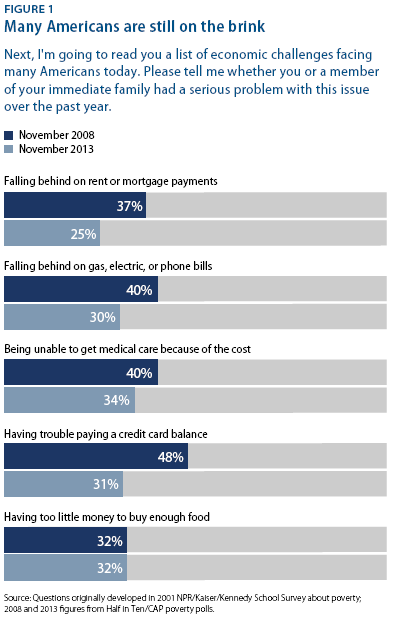 FIGURE 1
Many Americans are still on the brink
Next, I'm going to read you a list of economic challenges facing
many Americans today. Please tell me whether you or a member
of your immediate family had a serious problem with this issue
over the past year.
November 2008
November 2013
Falling behind on rent or mortgage payments
37%
25%
Falling behind on gas, electric, or phone bills
40%
30%
Being unable to get medical care because of the cost
40%
34%
Having trouble paying a credit card balance
48%
31%
Having too little money to buy enough food
32%
32%
Source: Questions originally developed in 2001 NPR/Kaiser/Kennedy School Survey about poverty;
2008 and 2013 figures from Half in Ten/CAP poverty polls.